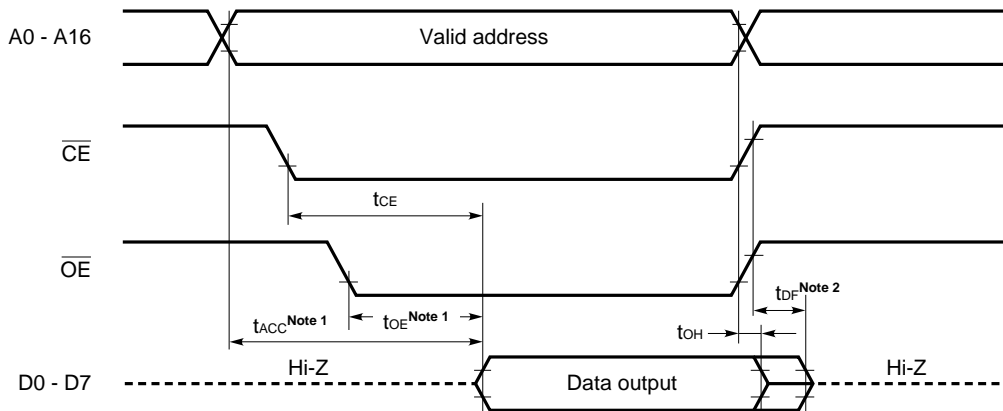 A0 - A16
Valid address
CE
tCE
OE
tDF Note 2
tACC Note 1
tOE Note 1
tOH
Hi-Z
Hi-Z
D0 - D7
Data output